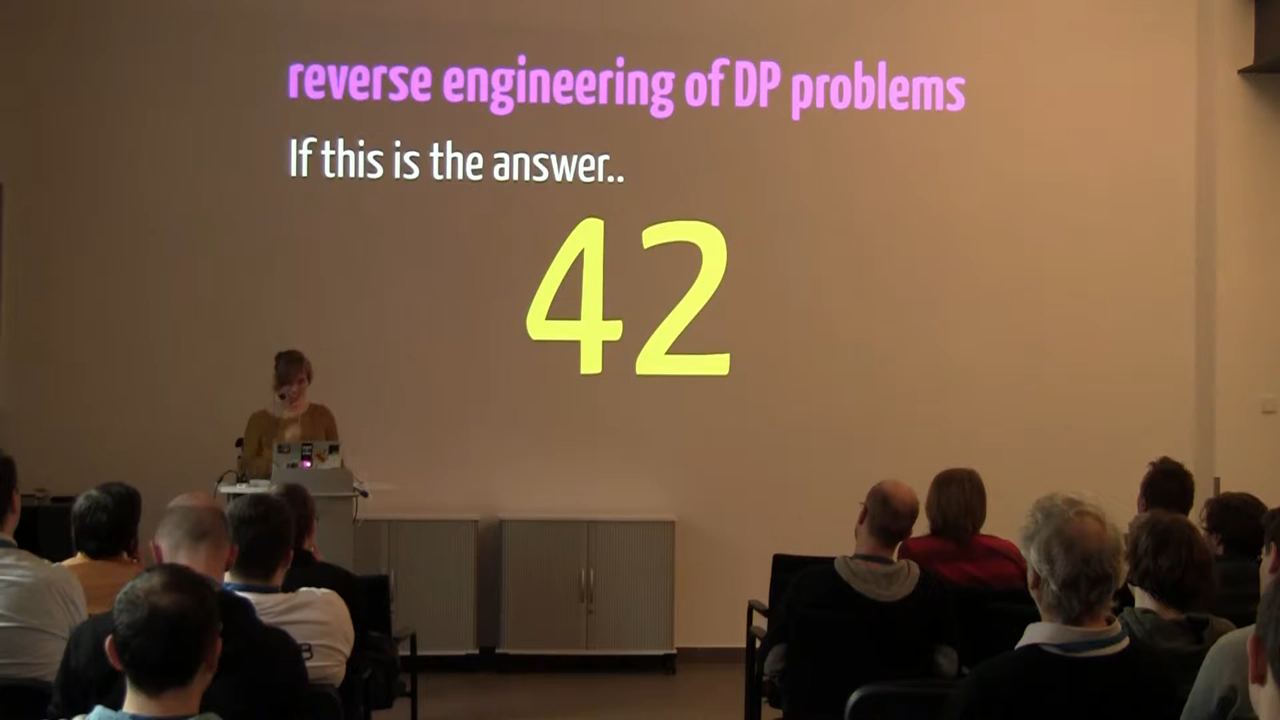 reverse engineering of DP problems
If this is the answer..
42